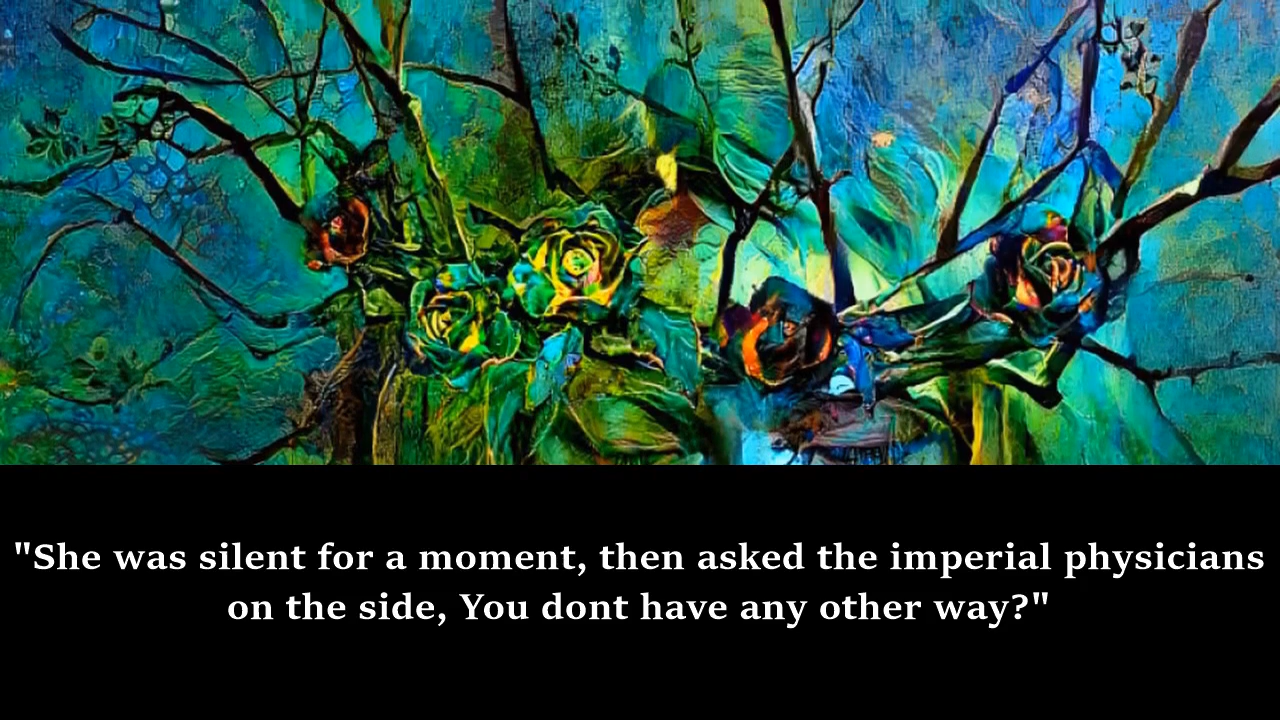 "She was silent for a moment, then asked the imperial physicians
on the side, You dont have any other way?"